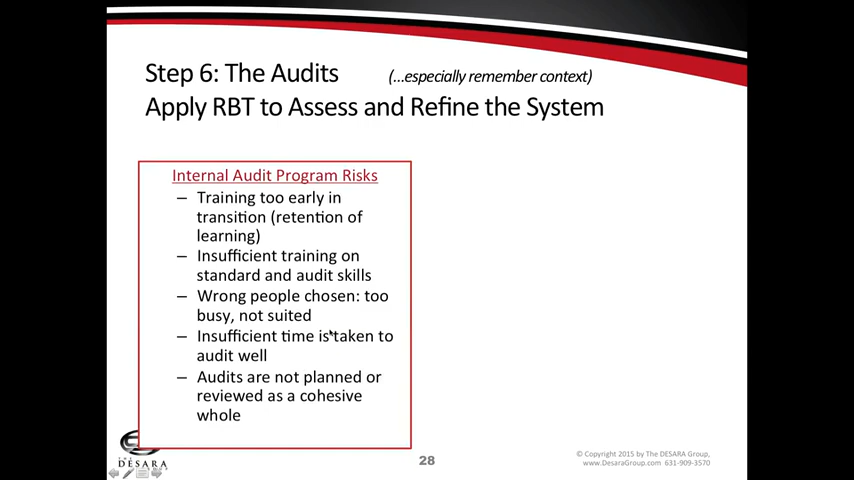 Step 6: The Audits (...especially remember context)
Apply RBT to Assess and Refine the System
Internal Audit Program Risks
– Training too early in
transition (retention of
learning)
– Insufficient training on
standard and audit skills
– Wrong people chosen: too
busy, not suited
– Insufficient time is taken to
audit well
– Audits are not planned or
reviewed as a cohesive
whole
THE
DESARA
GROUP
28
© Copyright 2015 by The DESARA Group,
www.DesaraGroup.com 631-909-3570